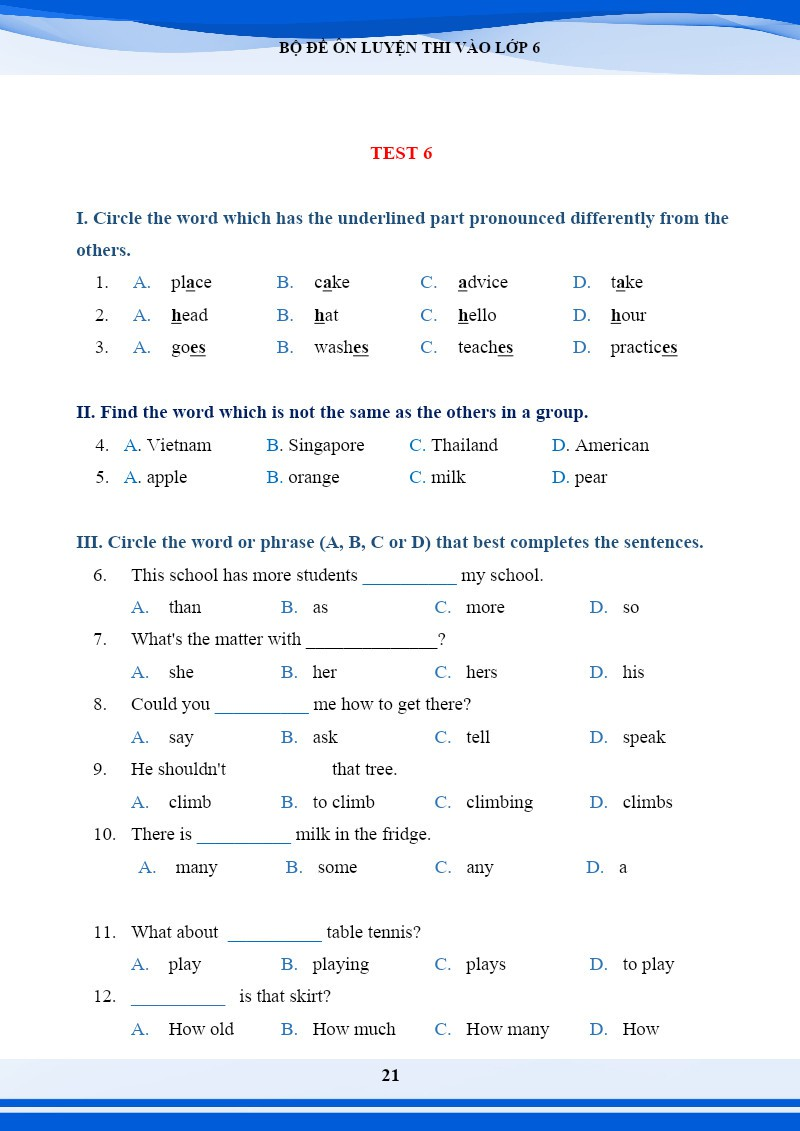 BỘ ĐỀ ÔN LUYỆN THI VÀO LỚP 6
TEST 6
I. Circle the word which has the underlined part pronounced differently from the
others.
1. A. place B. cake C. advice D. take
2. A. head B. hat C. hello D. hour
3. A. goes B. washes C. teaches D. practices
II. Find the word which is not the same as the others in a group.
4. A. Vietnam B. Singapore C. Thailand D. American
5. A. apple B. orange C. milk D. pear
III. Circle the word or phrase (A, B, C or D) that best completes the sentences.
6. This school has more students __________ my school.
A. than B. as C. more D. so
7. What's the matter with ______________?
A. she B. her C. hers D. his
8. Could you __________ me how to get there?
A. say B. ask C. tell D. speak
9. He shouldn't that tree.
A. climb B. to climb C. climbing D. climbs
10. There is __________ milk in the fridge.
A. many B. some C. any D. a
11. What about __________ table tennis?
A. play B. playing C. plays D. to play
12. __________ is that skirt?
A. How old B. How much C. How many D. How
21